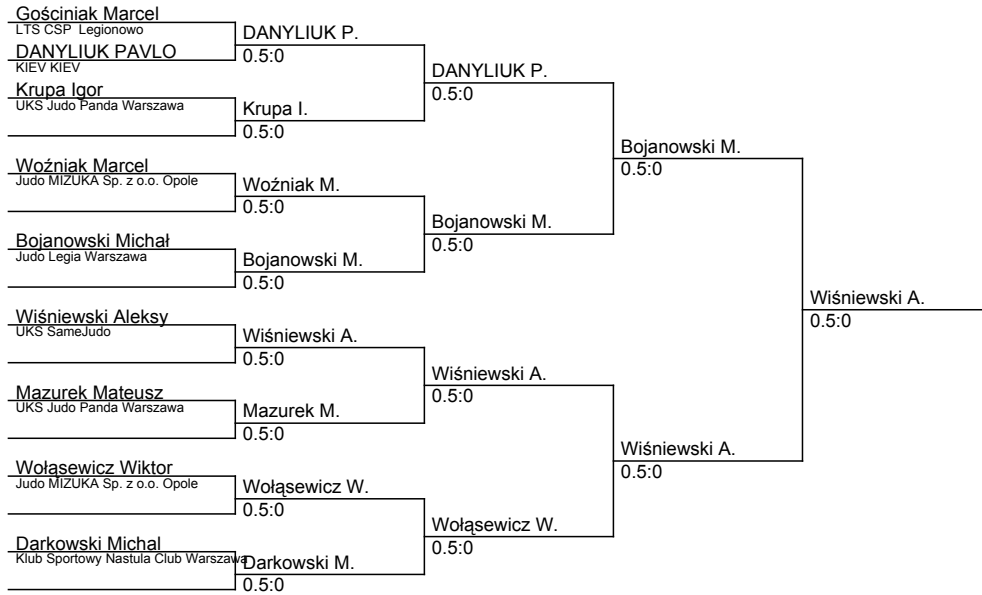 Gościniak Marcel
LTS CSP Legionowo
DANYLIUK PAVLO
KIEV KIEV
Krupa Igor
UKS Judo Panda Warszawa
Woźniak Marcel
Judo MIZUKA Sp. z o.o. Opole
Bojanowski Michał
Judo Legia Warszawa
Wiśniewski Aleksy
UKS SameJudo
Mazurek Mateusz
UKS Judo Panda Warszawa
Wołąsewicz Wiktor
Judo MIZUKA Sp. z o.o. Opole
Darkowski Michal
Klub Sportowy Nastula Club Warszawa
DANYLIUK P.
0.5:0
Krupa I.
0.5:0
Woźniak M.
0.5:0
Bojanowski M.
0.5:0
Wiśniewski A.
0.5:0
Mazurek M.
0.5:0
Wołąsewicz W.
0.5:0
Darkowski M.
0.5:0
DANYLIUK P.
0.5:0
Bojanowski M.
0.5:0
Wiśniewski A.
0.5:0
Wołąsewicz W.
0.5:0
Bojanowski M.
0.5:0
Wiśniewski A.
0.5:0
Wiśniewski A.
0.5:0